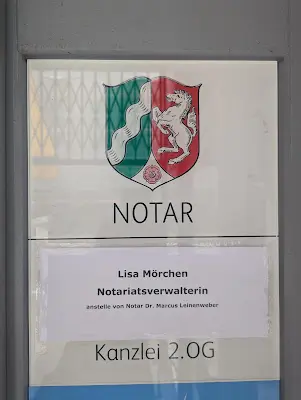 NOTAR
Lisa Mörchen
Notariatsverwalterin
anstelle von Notar Dr. Marcus Leinenweber
Kanzlei 2.OG